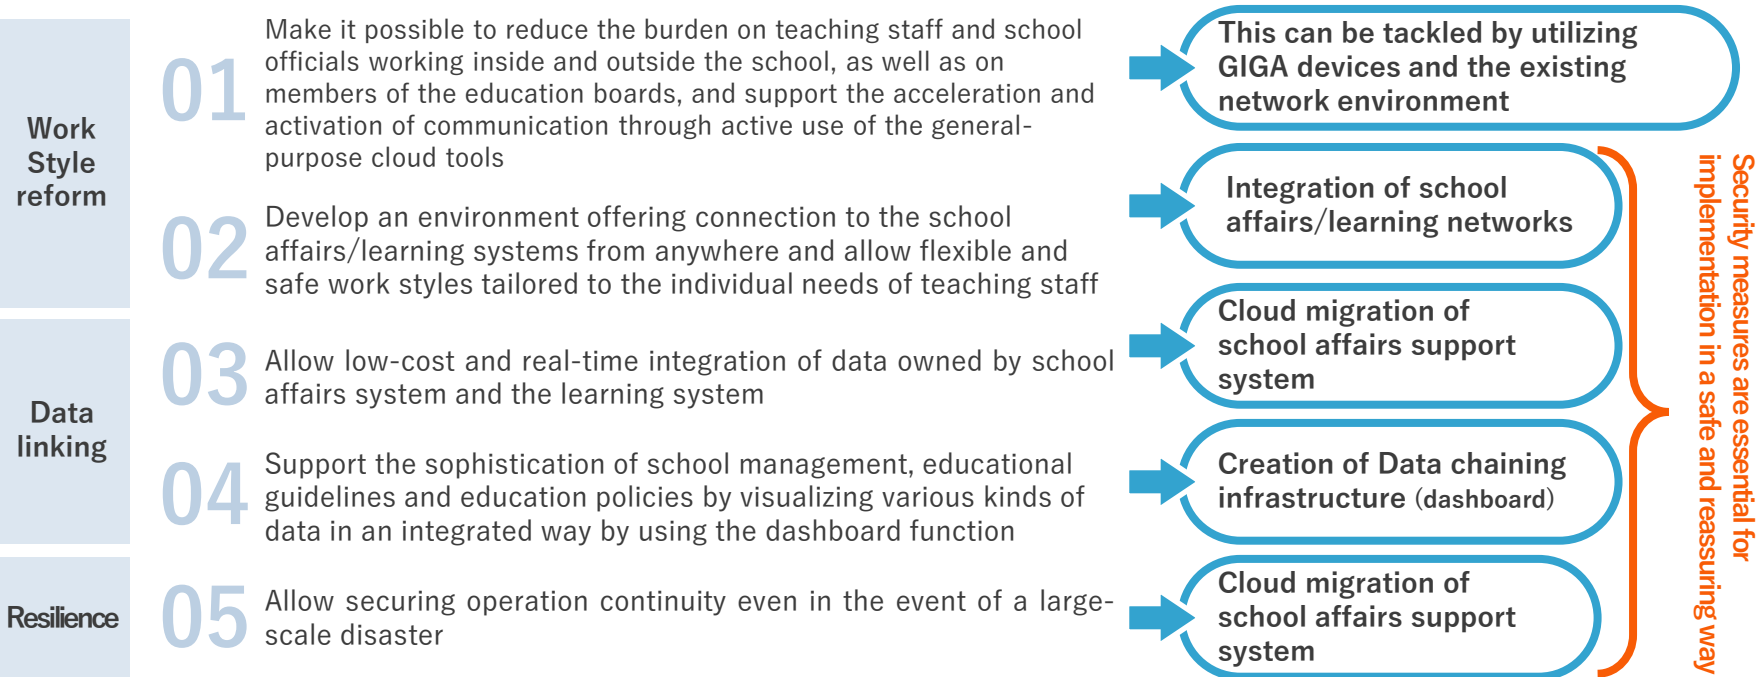 Work
Style
reform
01
Make it possible to reduce the burden on teaching staff and school
officials working inside and outside the school, as well as on
members of the education boards, and support the acceleration and
activation of communication through active use of the general-
purpose cloud tools
This can be tackled by utilizing
GIGA devices and the existing
network environment
02
Develop an environment offering connection to the school
affairs/learning systems from anywhere and allow flexible and
safe work styles tailored to the individual needs of teaching staff
Integration of school
affairs/learning networks
Data
linking
03
Allow low-cost and real-time integration of data owned by school
affairs system and the learning system
Cloud migration of
school affairs support
system
04
Support the sophistication of school management, educational
guidelines and education policies by visualizing various kinds of
data in an integrated way by using the dashboard function
Creation of Data chaining
infrastructure (dashboard)
Resilience
05
Allow securing operation continuity even in the event of a large-
scale disaster
Cloud migration of
school affairs support
system
Security measures are essential for
implementation in a safe and reassuring way